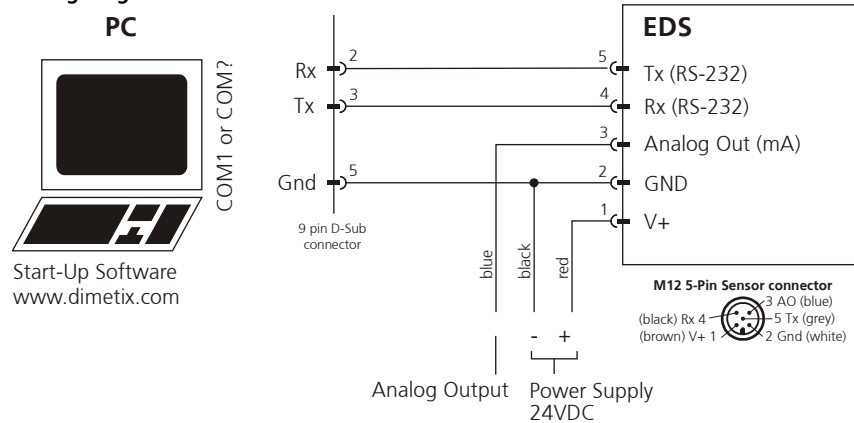 PC
COM1 or COM?
Start-Up Software
www.dimetix.com
Rx 2
Tx 3
Gnd 5
9 pin D-Sub
connector
EDS
5 Tx (RS-232)
4 Rx (RS-232)
3 Analog Out (mA)
2 GND
1 V+
blue
black
red
- +
Analog Output
Power Supply
24VDC
M12 5-Pin Sensor connector
3 AO (blue)
(black) Rx 4
5 Tx (grey)
(brown) V+ 1
2 Gnd (white)